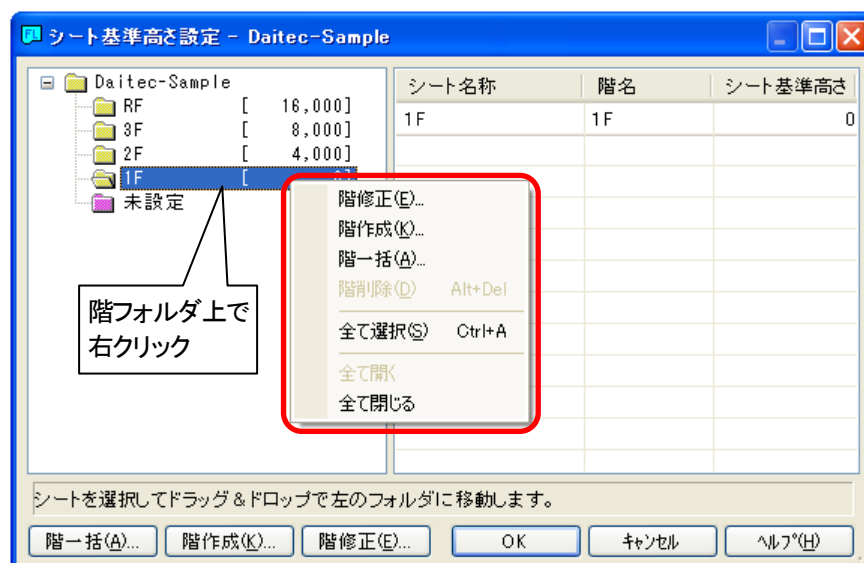 FL シート基準高さ設定 - Daitec-Sample
Daitec-Sample
RF [ 16,000]
3F [ 8,000]
2F [ 4,000]
1F [
未設定
シート名称 階名 シート基準高さ
1F 1F 0
階修正(E)...
階作成(K)...
階一括(A)...
階削除(D) Alt+Del
全て選択(S) Ctrl+A
全て開く
全て閉じる
階フォルダ上で
右クリック
シートを選択してドラッグ&ドロップで左のフォルダに移動します。
階一括(A)... 階作成(K)... 階修正(E)... OK キャンセル ヘルプ(H)